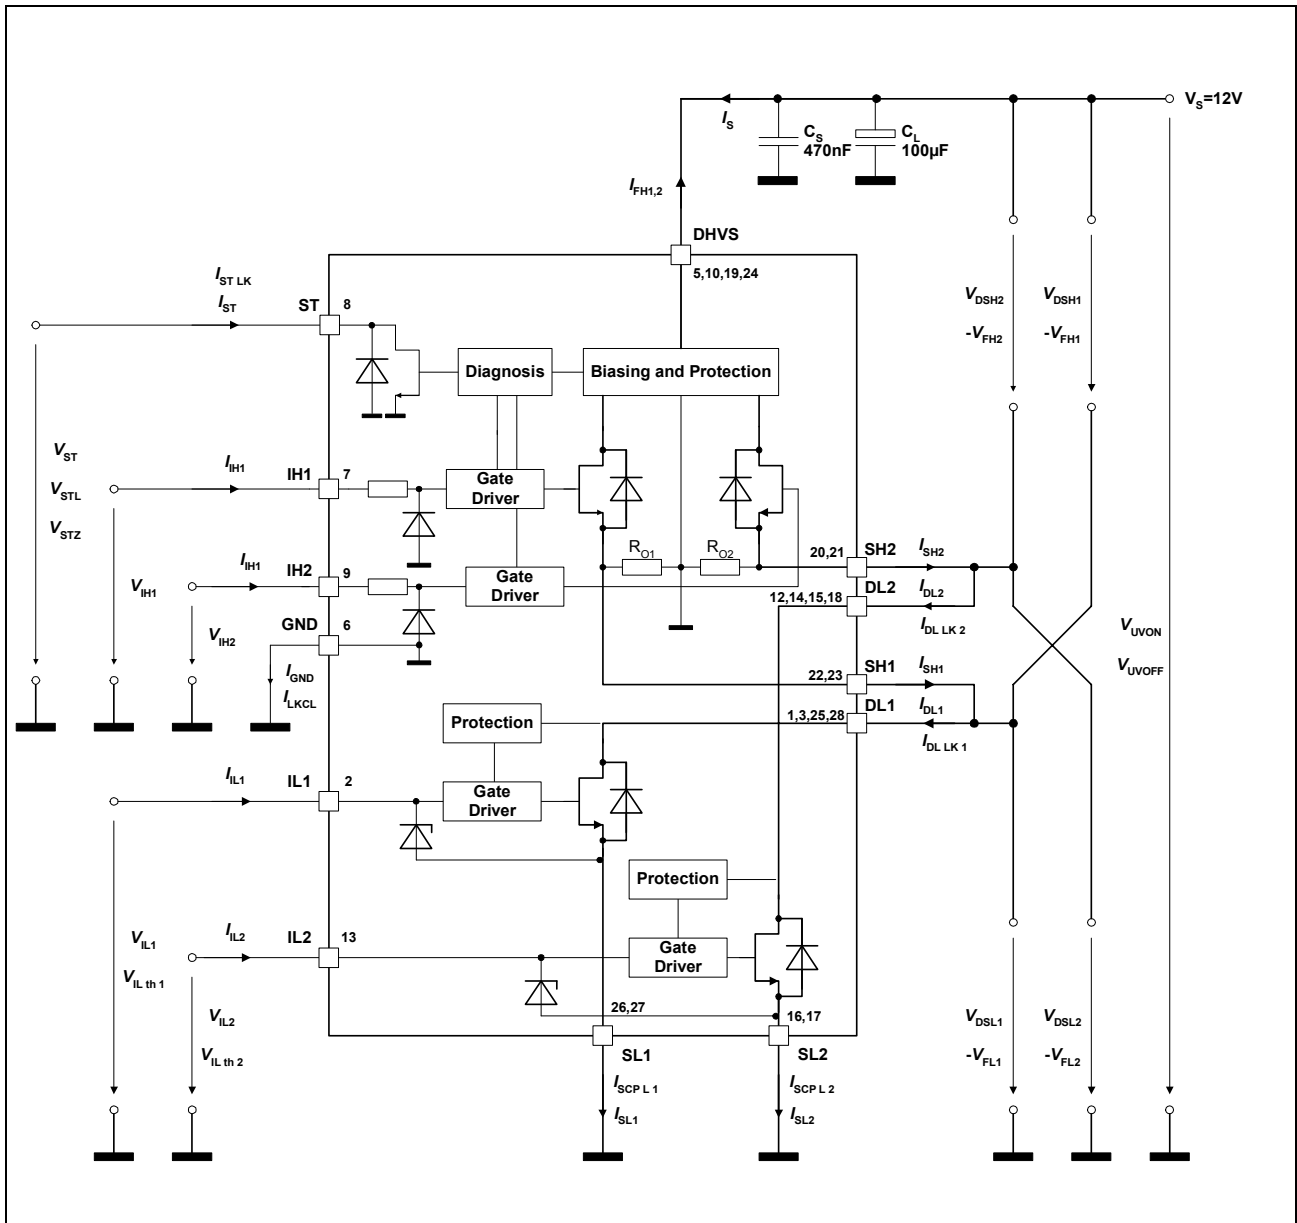 V_S=12V
I_S
C_S
470nF
C_L
100µF
I_FH1,2
DHVS
5,10,19,24
I_ST LK
I_ST
ST
8
V_DSH2
-V_FH2
V_DSH1
-V_FH1
Diagnosis
Biasing and Protection
V_ST
V_STL
V_STZ
I_IH1
IH1
7
Gate
Driver
R_O1
R_O2
20,21
SH2
I_SH2
I_IH1
IH2
9
Gate
Driver
12,14,15,18
DL2
I_DL2
I_DL LK 2
V_IH1
V_IH2
GND
6
I_GND
I_LKCL
V_UVON
V_UVOFF
22,23
SH1
I_SH1
1,3,25,28
DL1
I_DL1
I_DL LK 1
Protection
I_IL1
IL1
2
Gate
Driver
Protection
V_IL1
V_IL th 1
I_IL2
IL2
13
Gate
Driver
V_IL2
V_IL th 2
26,27
16,17
SL1
SL2
V_DSL1
-V_FL1
V_DSL2
-V_FL2
I_SCP L 1
I_SL1
I_SCP L 2
I_SL2